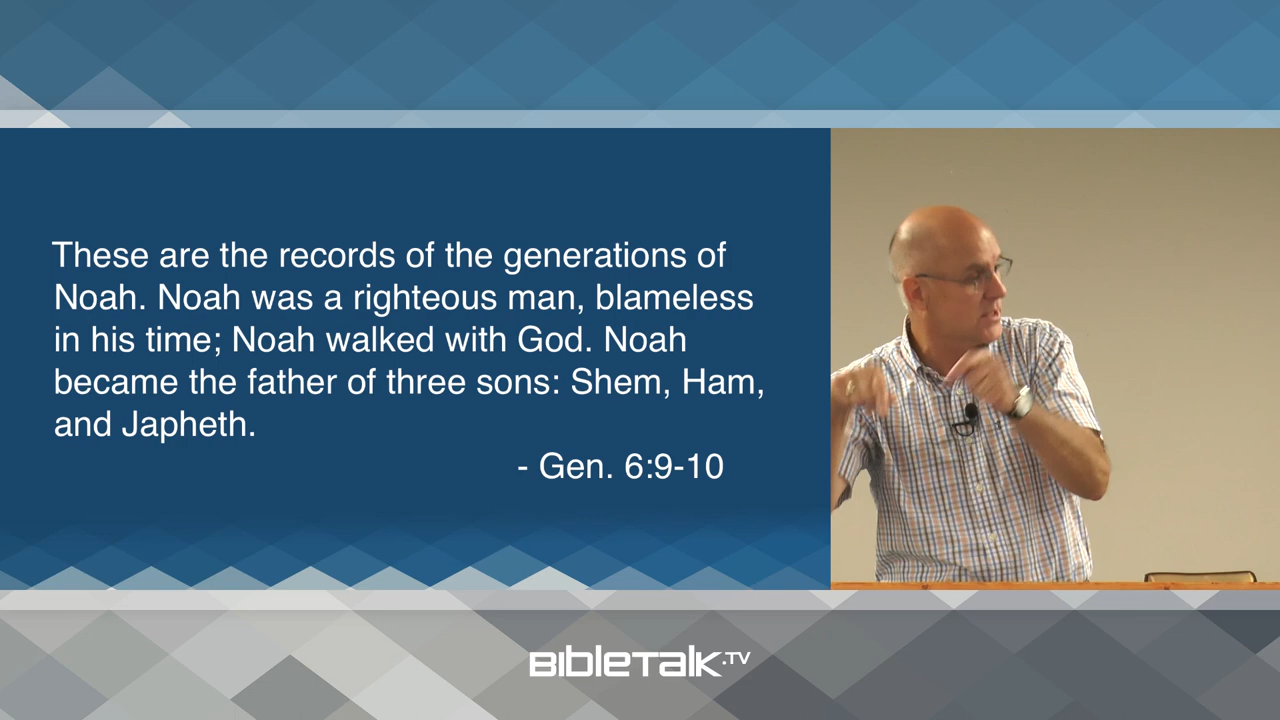 These are the records of the generations of
Noah. Noah was a righteous man, blameless
in his time; Noah walked with God. Noah
became the father of three sons: Shem, Ham,
and Japheth.
- Gen. 6:9-10
BIBLETALK.TV